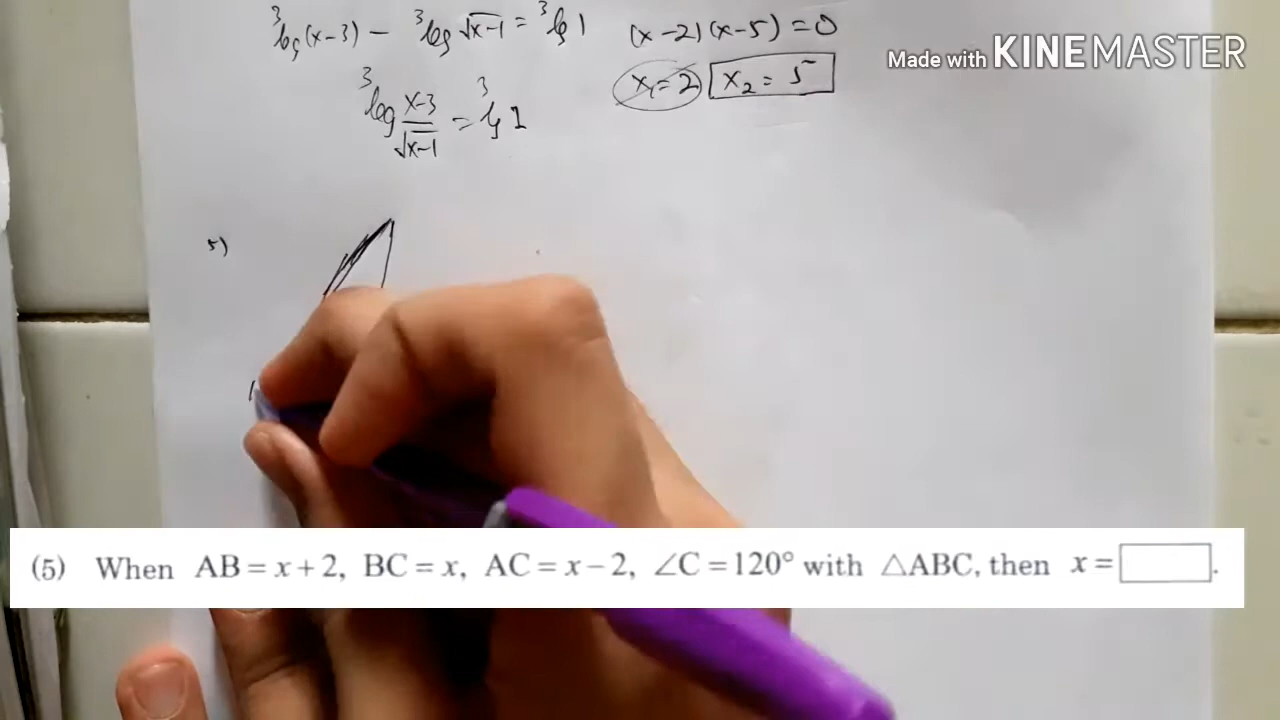 ³log(x-3) - ³log √x-1 = ³log 1
(x-2)(x-5) = 0
Made with KINEMASTER
x₁=2 x₂ = 5
³log x-3/√x-1 = ³log 1
5)
(5) When AB=x+2, BC=x, AC=x−2, ∠C=120° with △ABC, then x= .